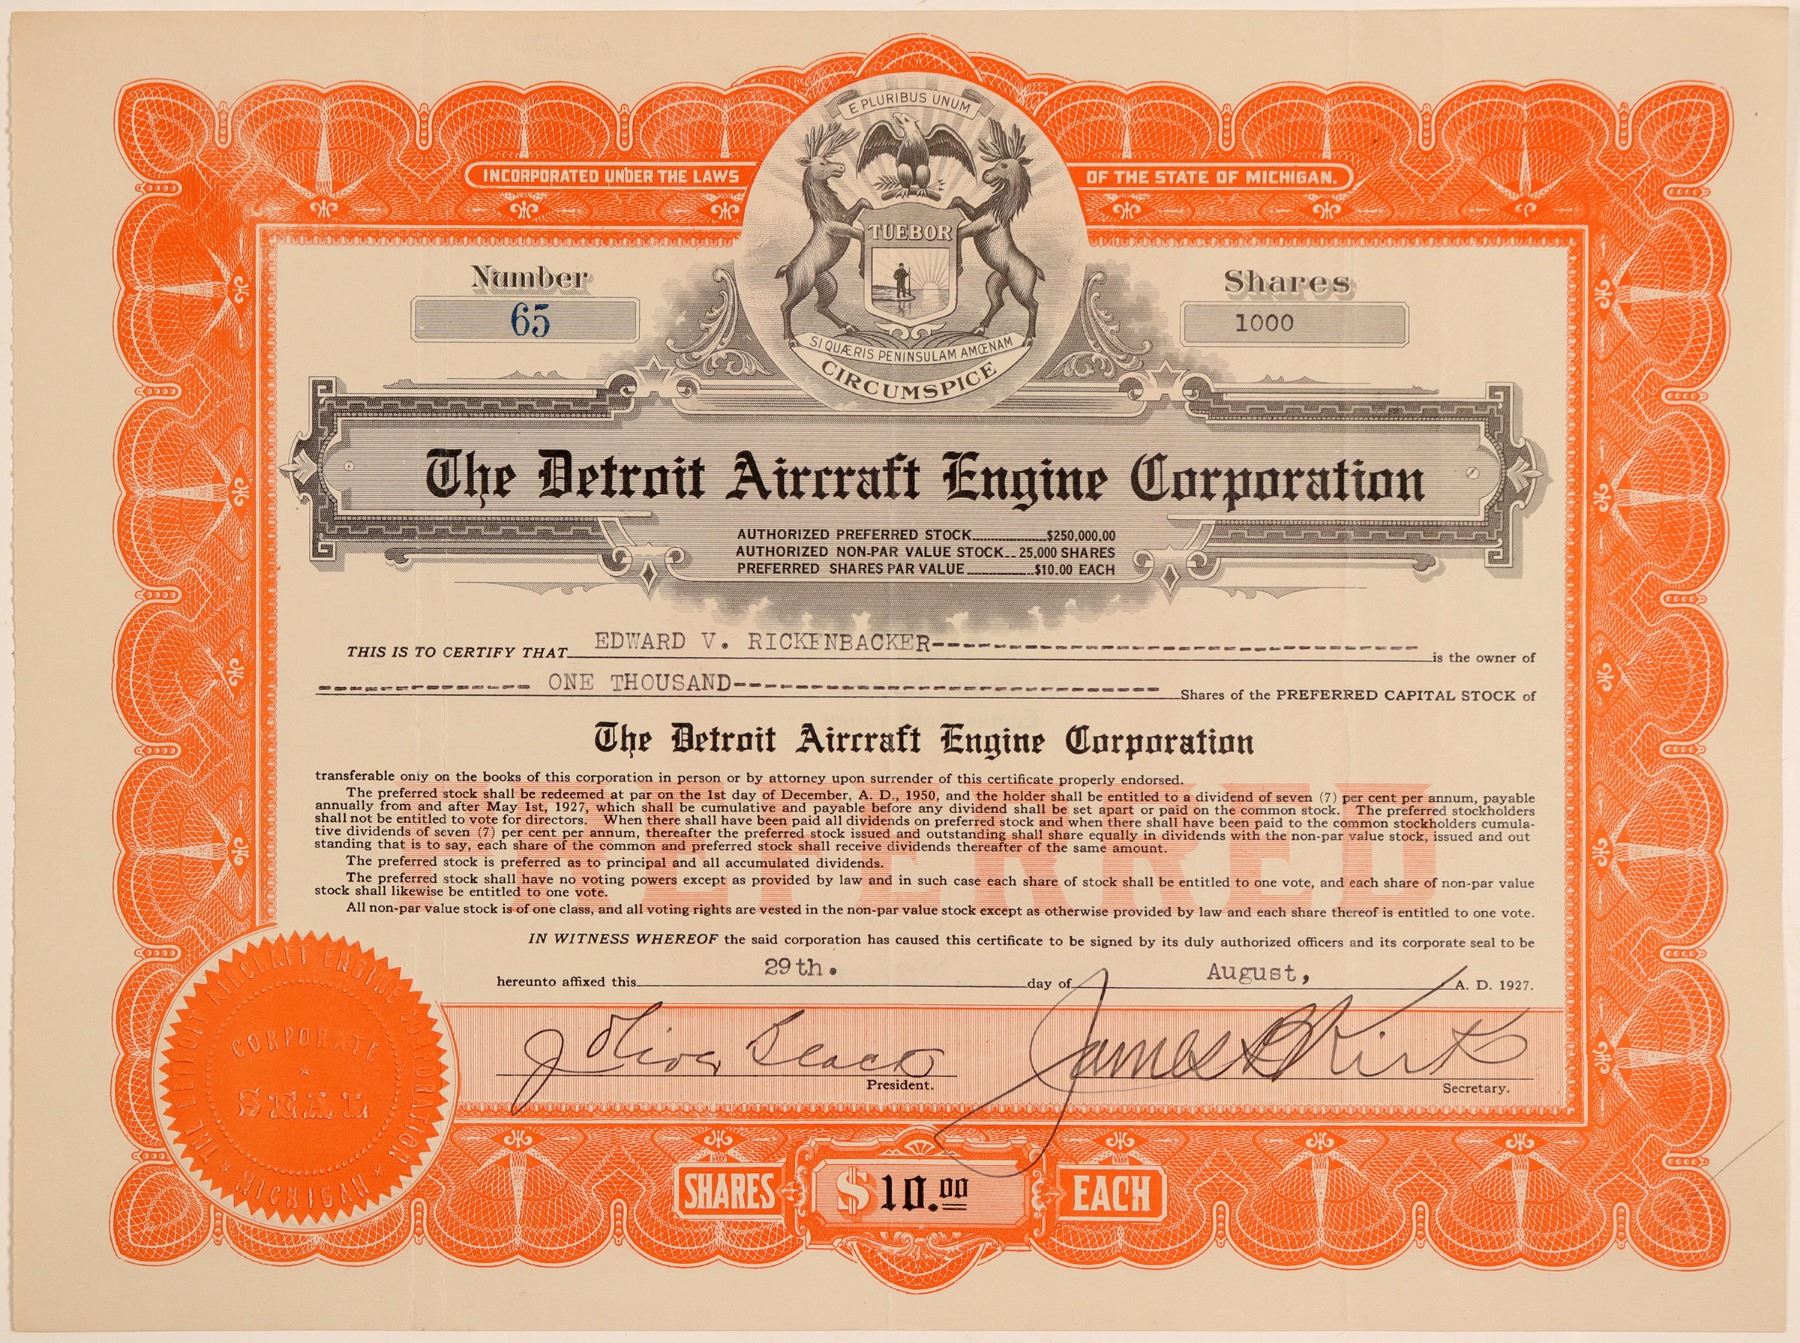 E PLURIBUS UNUM
INCORPORATED UNDER THE LAWS OF THE STATE OF MICHIGAN.
TUEBOR
SI QUÆRIS PENINSULAM AMŒNAM
CIRCUMSPICE
Number
65
Shares
1000
The Detroit Aircraft Engine Corporation
AUTHORIZED PREFERRED STOCK............$250,000.00
AUTHORIZED NON-PAR VALUE STOCK.. 25,000 SHARES
PREFERRED SHARES PAR VALUE............$10.00 EACH
THIS IS TO CERTIFY THAT EDWARD V. RICKENBACKER is the owner of
ONE THOUSAND Shares of the PREFERRED CAPITAL STOCK of
The Detroit Aircraft Engine Corporation
PREFERRED
transferable only on the books of this corporation in person or by attorney upon surrender of this certificate properly endorsed.
The preferred stock shall be redeemed at par on the 1st day of December, A. D., 1950, and the holder shall be entitled to a dividend of seven (7) per cent per annum, payable
annually from and after May 1st, 1927, which shall be cumulative and payable before any dividend shall be set apart or paid on the common stock. The preferred stockholders
shall not be entitled to vote for directors. When there shall have been paid all dividends on preferred stock and when there shall have been paid to the common stockholders cumula-
tive dividends of seven (7) per cent per annum, thereafter the preferred stock issued and outstanding shall share equally in dividends with the non-par value stock, issued and out
standing that is to say, each share of the common and preferred stock shall receive dividends thereafter of the same amount.
The preferred stock is preferred as to principal and all accumulated dividends.
The preferred stock shall have no voting powers except as provided by law and in such case each share of stock shall be entitled to one vote, and each share of non-par value
stock shall likewise be entitled to one vote.
All non-par value stock is of one class, and all voting rights are vested in the non-par value stock except as otherwise provided by law and each share thereof is entitled to one vote.
IN WITNESS WHEREOF the said corporation has caused this certificate to be signed by its duly authorized officers and its corporate seal to be
hereunto affixed this 29th. day of August, A. D. 1927.
J Oliver Black
President.
James L Kirk
Secretary.
THE DETROIT AIRCRAFT ENGINE CORPORATION
CORPORATE
SEAL
MICHIGAN
SHARES $10.00 EACH